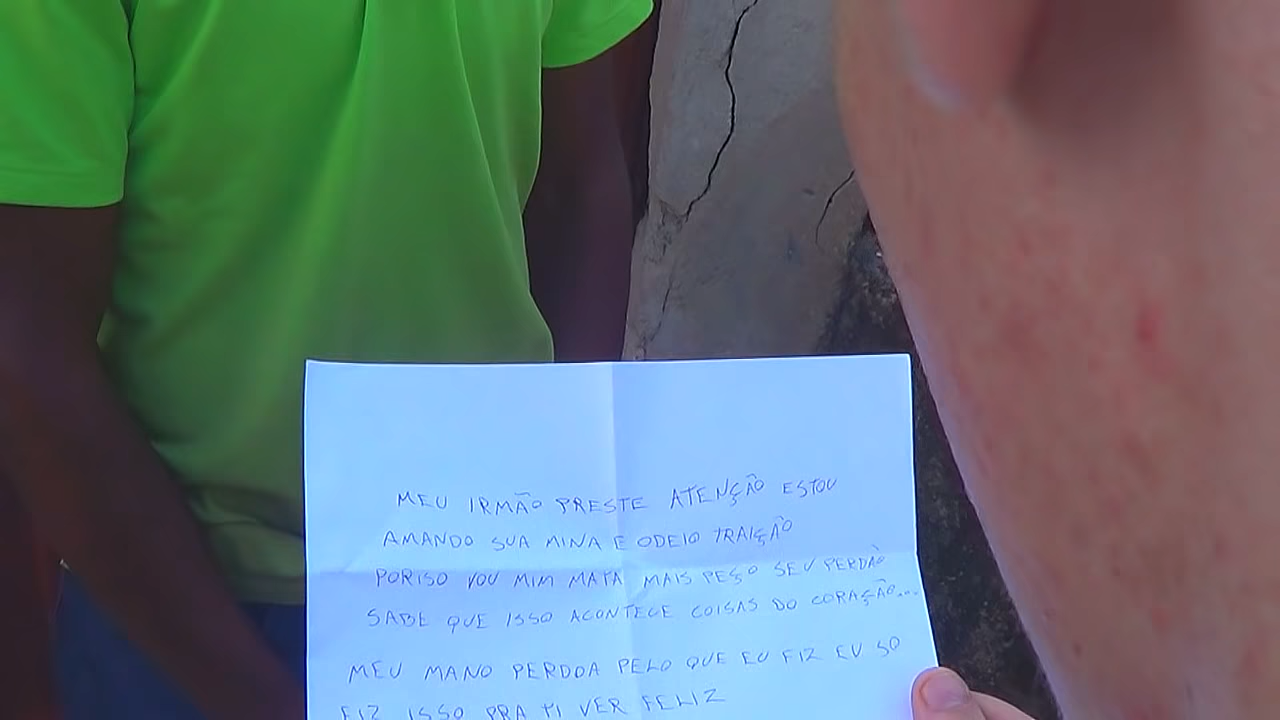 MEU IRMÃO PRESTE ATENÇÃO ESTOU
AMANDO SUA MINA E ODEIO TRAIÇÃO
PORISO VOU MIM MATA MAIS PEÇO SEU PERDÃO
SABE QUE ISSO ACONTECE COISAS DO CORAÇÃO...
MEU MANO PERDOA PELO QUE EU FIZ EU SO
FIZ ISSO PRA TI VER FELIZ